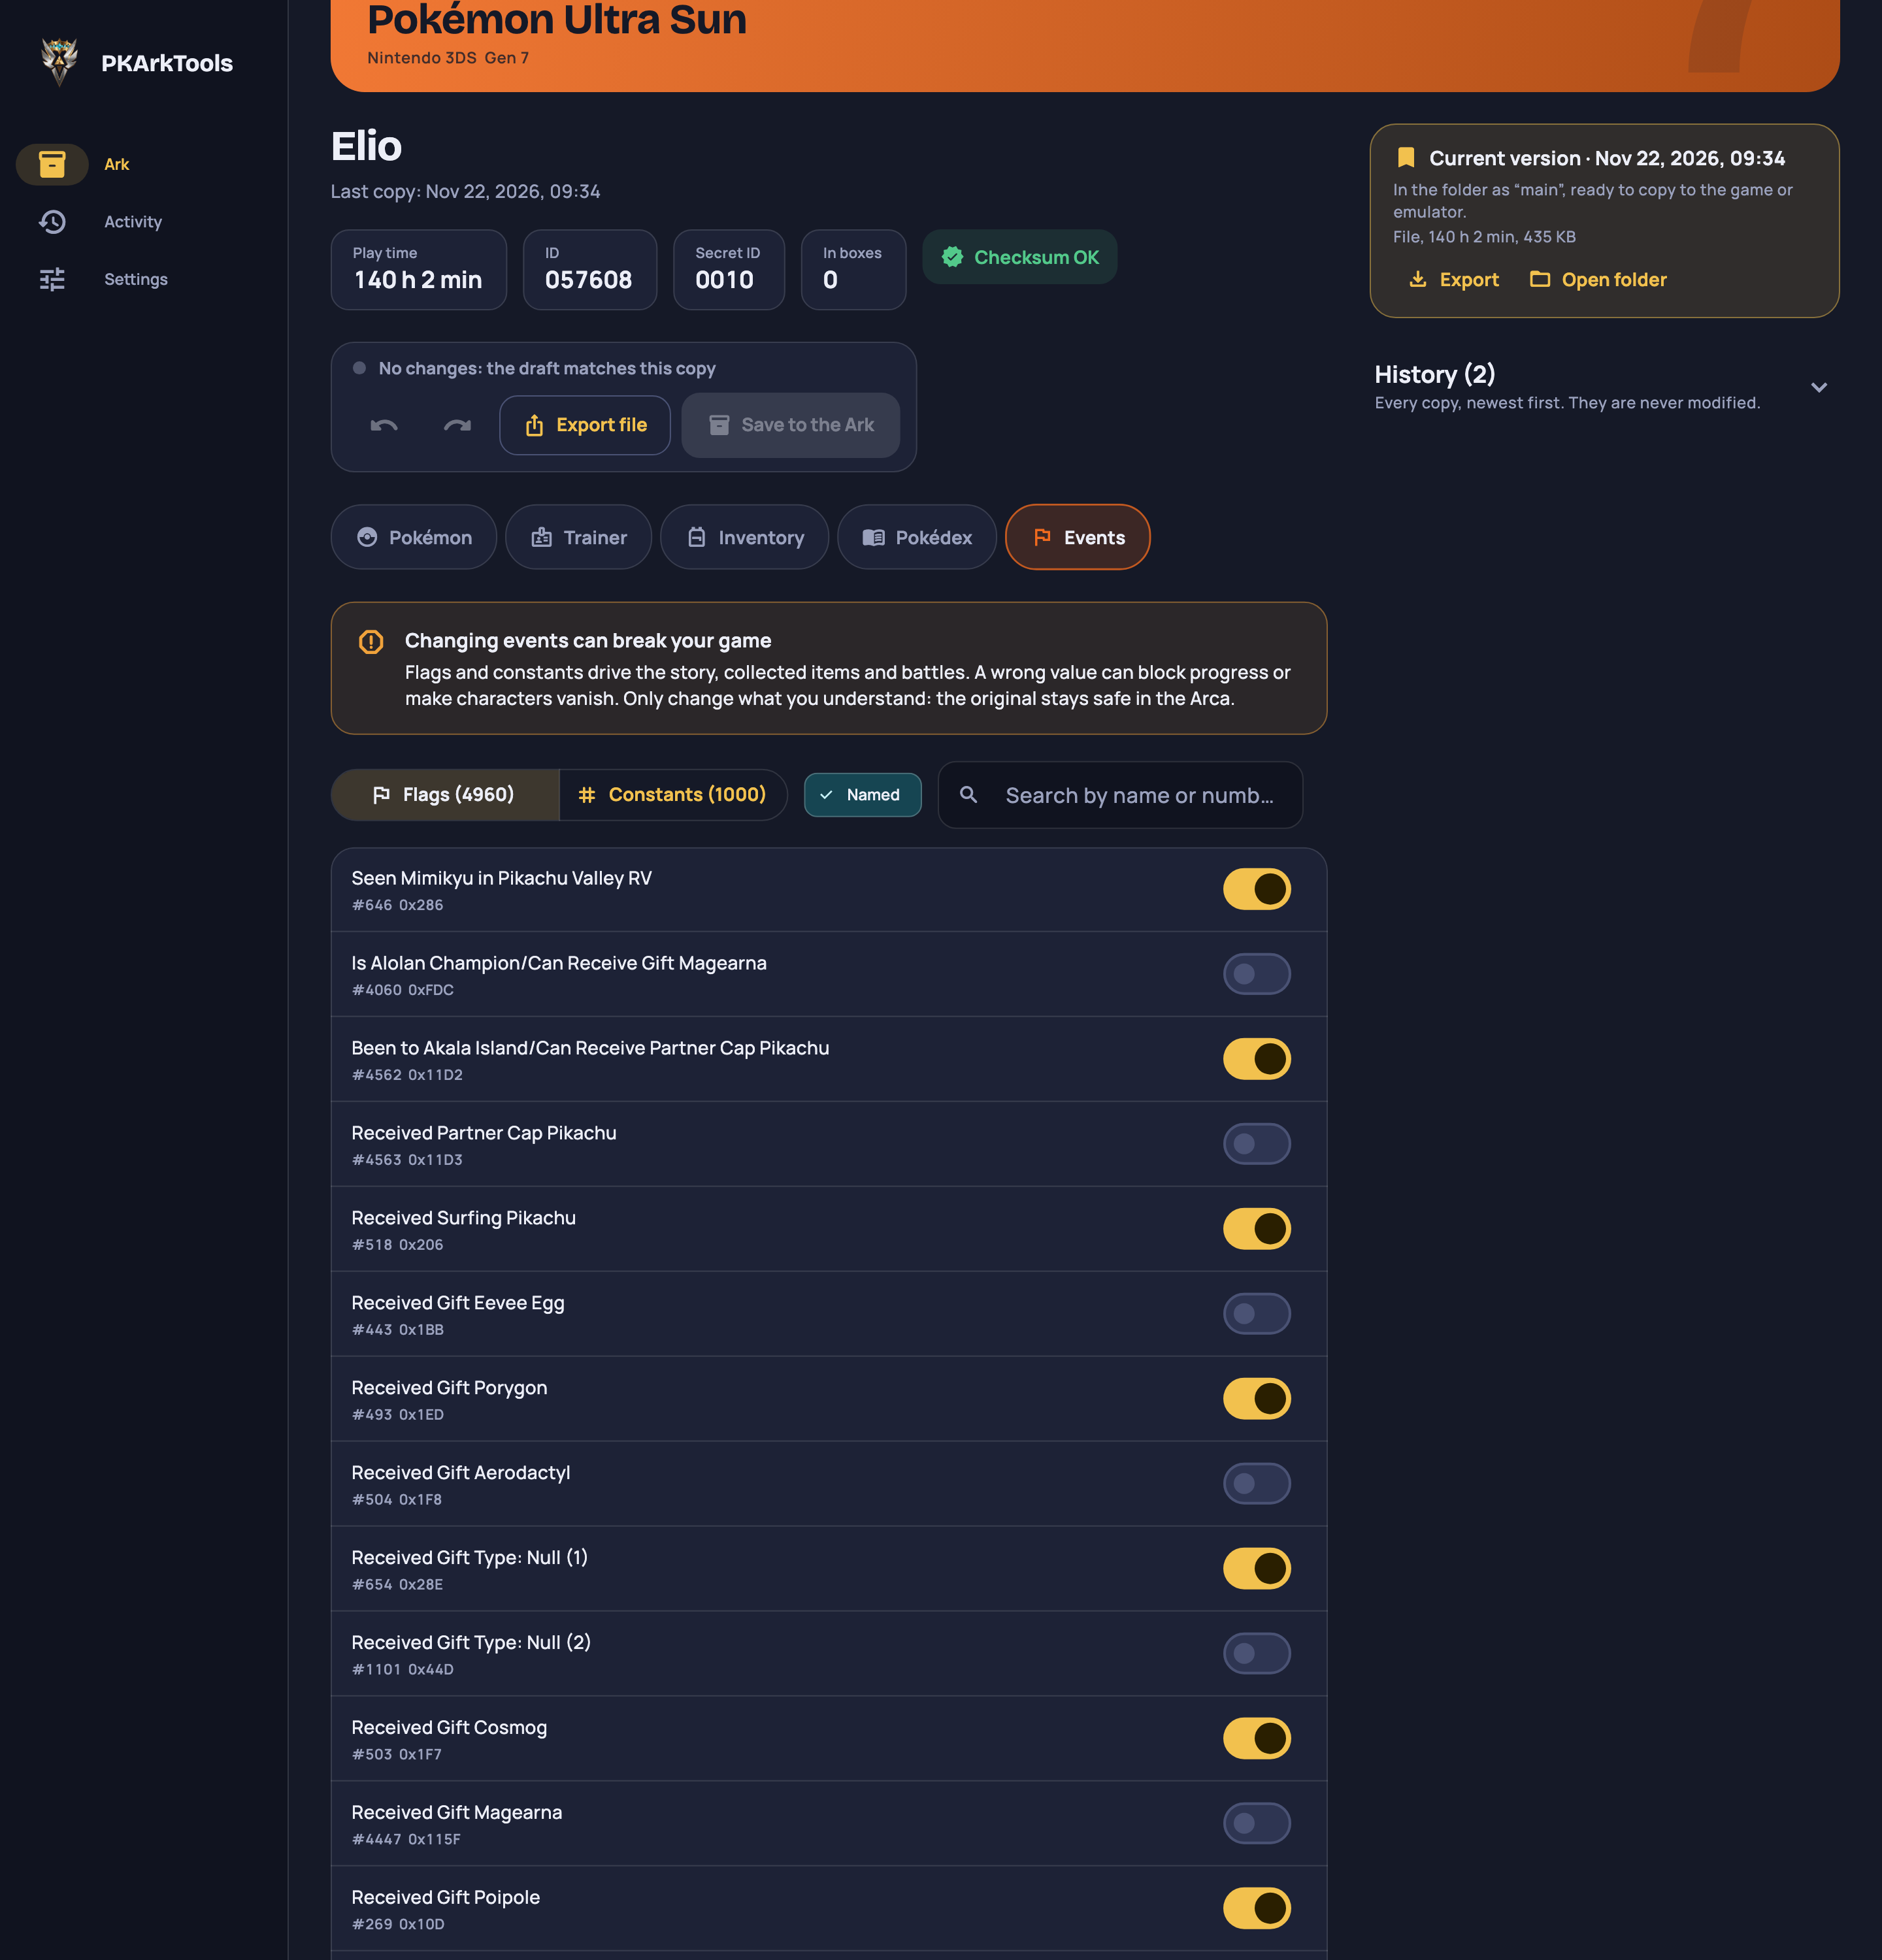 PKArkTools
Ark
Activity
Settings
Pokémon Ultra Sun
Nintendo 3DS Gen 7
Elio
Last copy: Nov 22, 2026, 09:34
Play time
140 h 2 min
ID
057608
Secret ID
0010
In boxes
0
Checksum OK
No changes: the draft matches this copy
Export file
Save to the Ark
Current version · Nov 22, 2026, 09:34
In the folder as “main”, ready to copy to the game or
emulator.
File, 140 h 2 min, 435 KB
Export
Open folder
History (2)
Every copy, newest first. They are never modified.
Pokémon
Trainer
Inventory
Pokédex
Events
Changing events can break your game
Flags and constants drive the story, collected items and battles. A wrong value can block progress or
make characters vanish. Only change what you understand: the original stays safe in the Arca.
Flags (4960)
Constants (1000)
Named
Search by name or numb...
Seen Mimikyu in Pikachu Valley RV
#646 0x286
Is Alolan Champion/Can Receive Gift Magearna
#4060 0xFDC
Been to Akala Island/Can Receive Partner Cap Pikachu
#4562 0x11D2
Received Partner Cap Pikachu
#4563 0x11D3
Received Surfing Pikachu
#518 0x206
Received Gift Eevee Egg
#443 0x1BB
Received Gift Porygon
#493 0x1ED
Received Gift Aerodactyl
#504 0x1F8
Received Gift Type: Null (1)
#654 0x28E
Received Gift Type: Null (2)
#1101 0x44D
Received Gift Cosmog
#503 0x1F7
Received Gift Magearna
#4447 0x115F
Received Gift Poipole
#269 0x10D